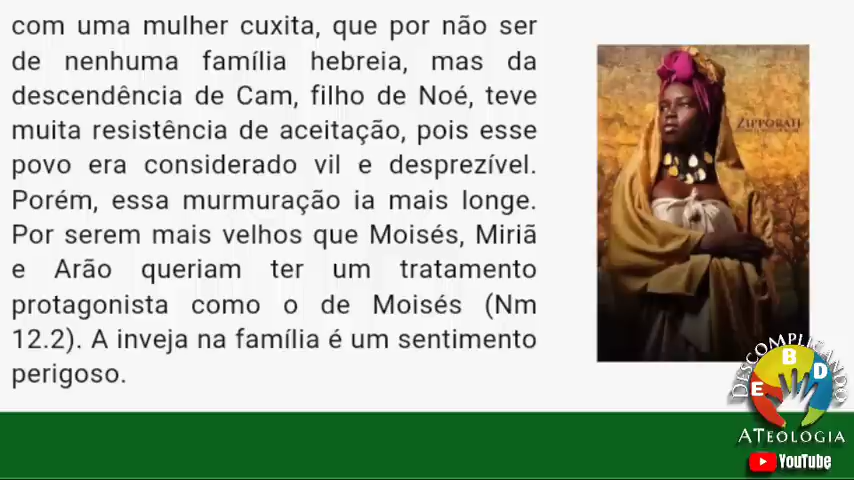 com uma mulher cuxita, que por não ser
de nenhuma família hebreia, mas da
descendência de Cam, filho de Noé, teve
muita resistência de aceitação, pois esse
povo era considerado vil e desprezível.
Porém, essa murmuração ia mais longe.
Por serem mais velhos que Moisés, Miriã
e Arão queriam ter um tratamento
protagonista como o de Moisés (Nm
12.2). A inveja na família é um sentimento
perigoso.
ZIPPORAH
DESCOMPLICANDO
EBD
ATEOLOGIA
YouTube